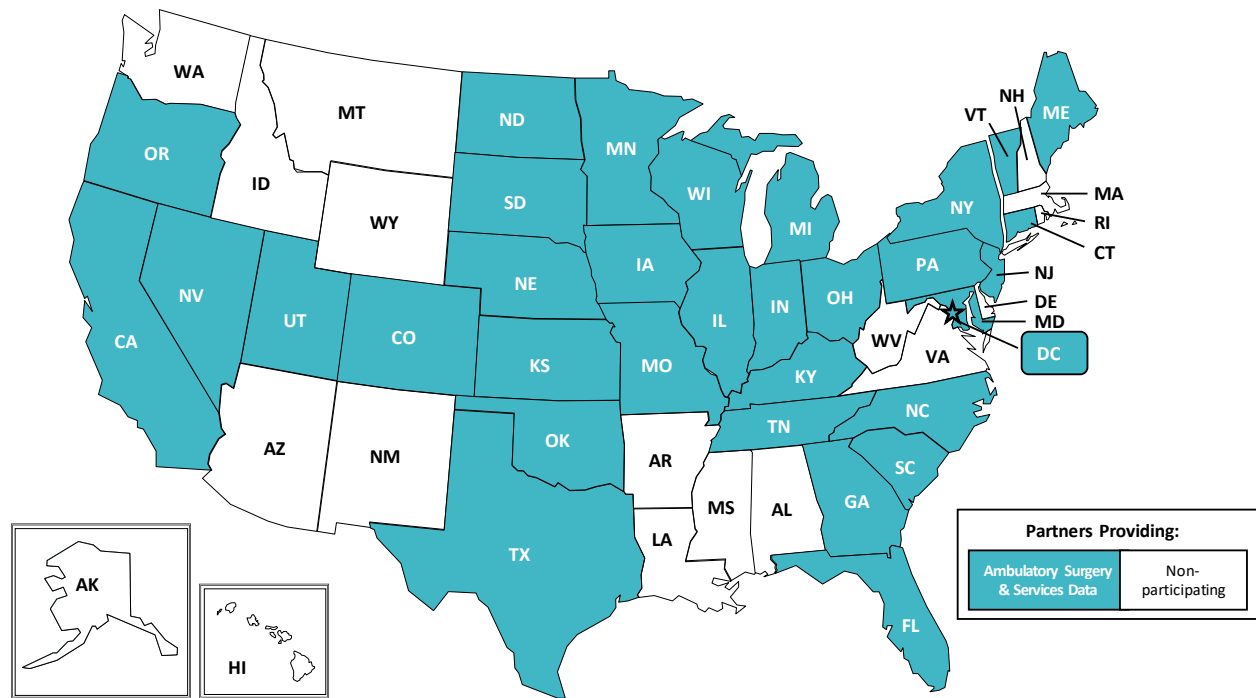 WA
MT
ND
MN
OR
ID
WY
SD
WI
MI
NH
VT
ME
NY
MA
RI
CT
NE
IA
PA
NJ
DE
MD
DC
NV
UT
CO
CA
KS
MO
IL
IN
OH
WV
VA
KY
AZ
NM
OK
AR
TN
NC
SC
TX
LA
MS
AL
GA
FL
AK
HI
Partners Providing:
Ambulatory Surgery
& Services Data
Non-
participating